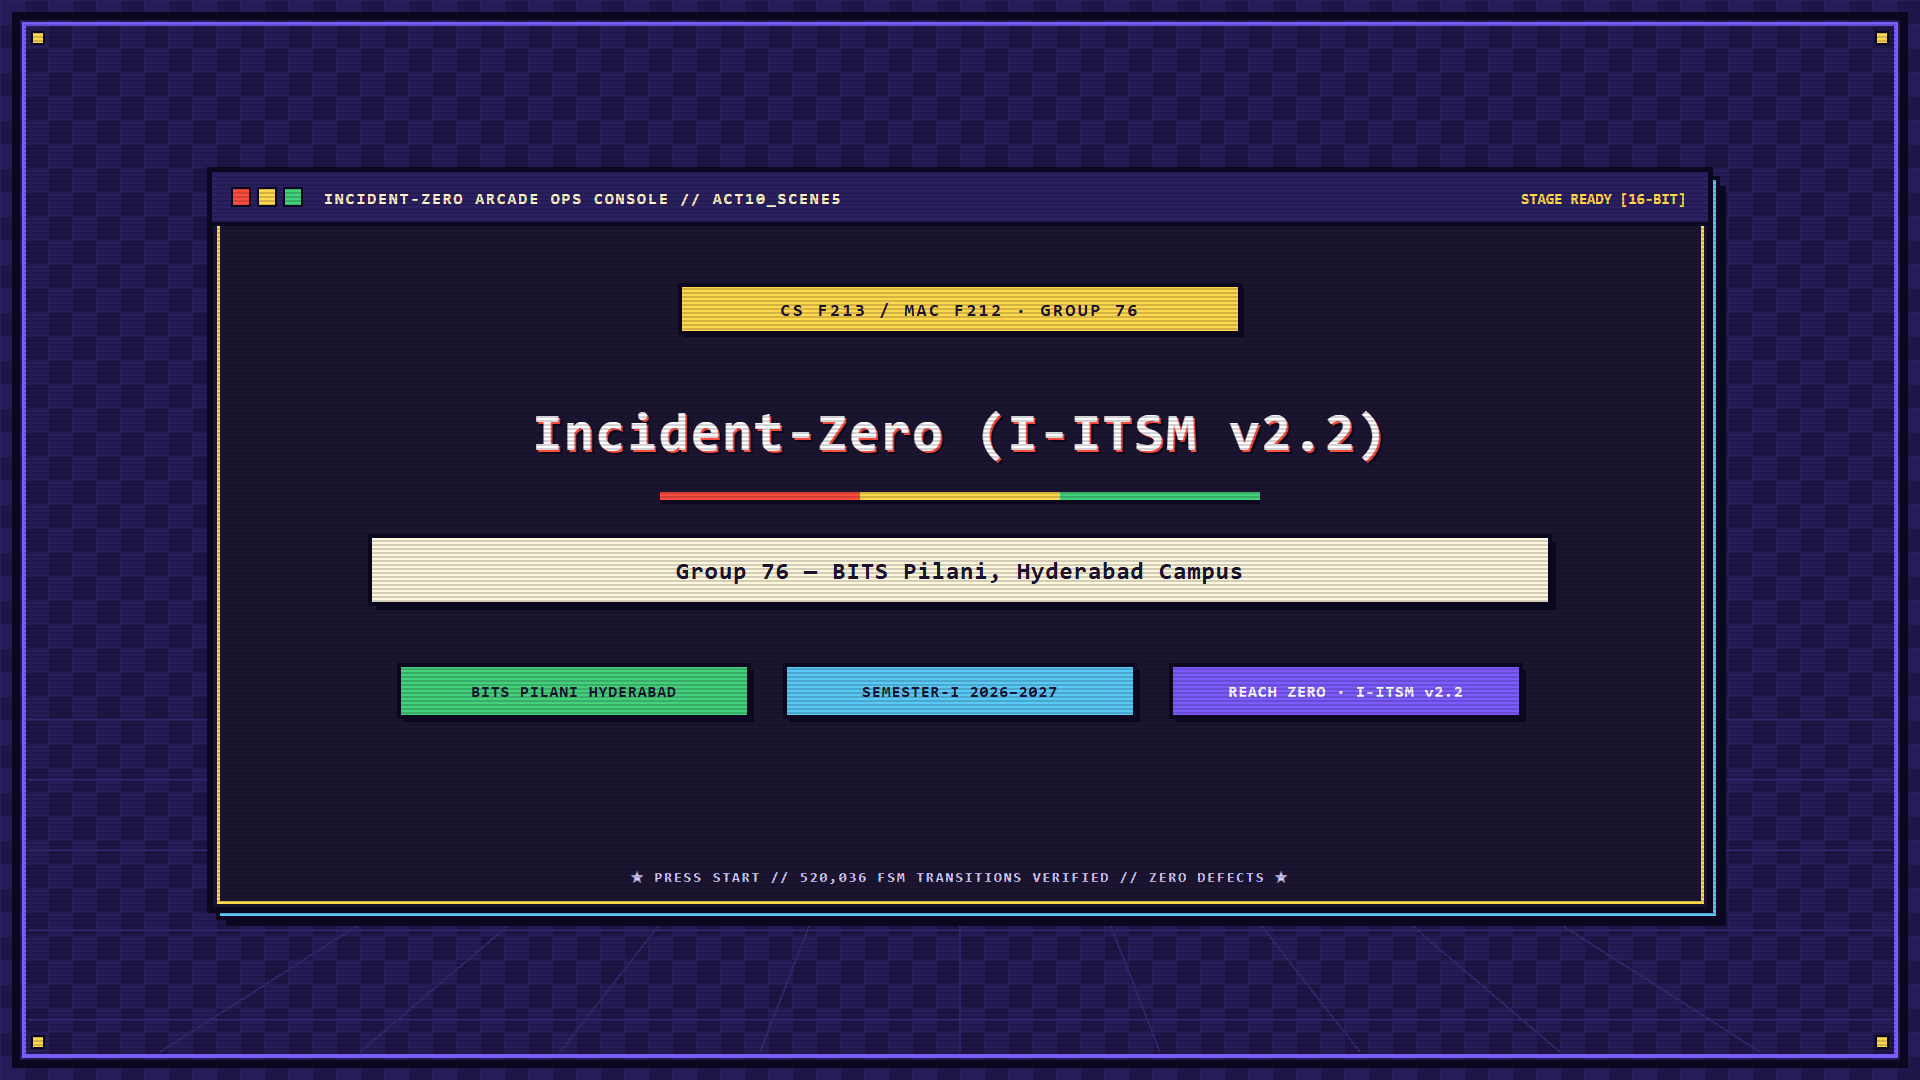 INCIDENT-ZERO ARCADE OPS CONSOLE // ACT10_SCENE5
STAGE READY [16-BIT]
CS F213 / MAC F212 · GROUP 76
Incident-Zero (I-ITSM v2.2)
Group 76 — BITS Pilani, Hyderabad Campus
BITS PILANI HYDERABAD
SEMESTER-I 2026–2027
REACH ZERO · I-ITSM v2.2
★ PRESS START // 520,036 FSM TRANSITIONS VERIFIED // ZERO DEFECTS ★